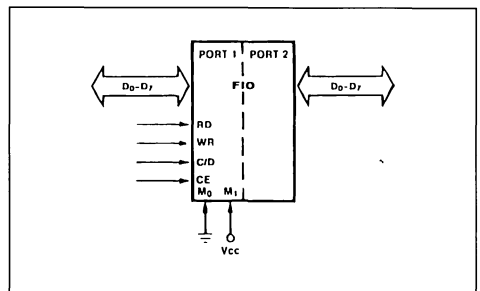 PORT 1 PORT 2
FIO
D₀-D₇ D₀-D₇
RD
WR
C/D
CE
M₀ M₁
Vcc